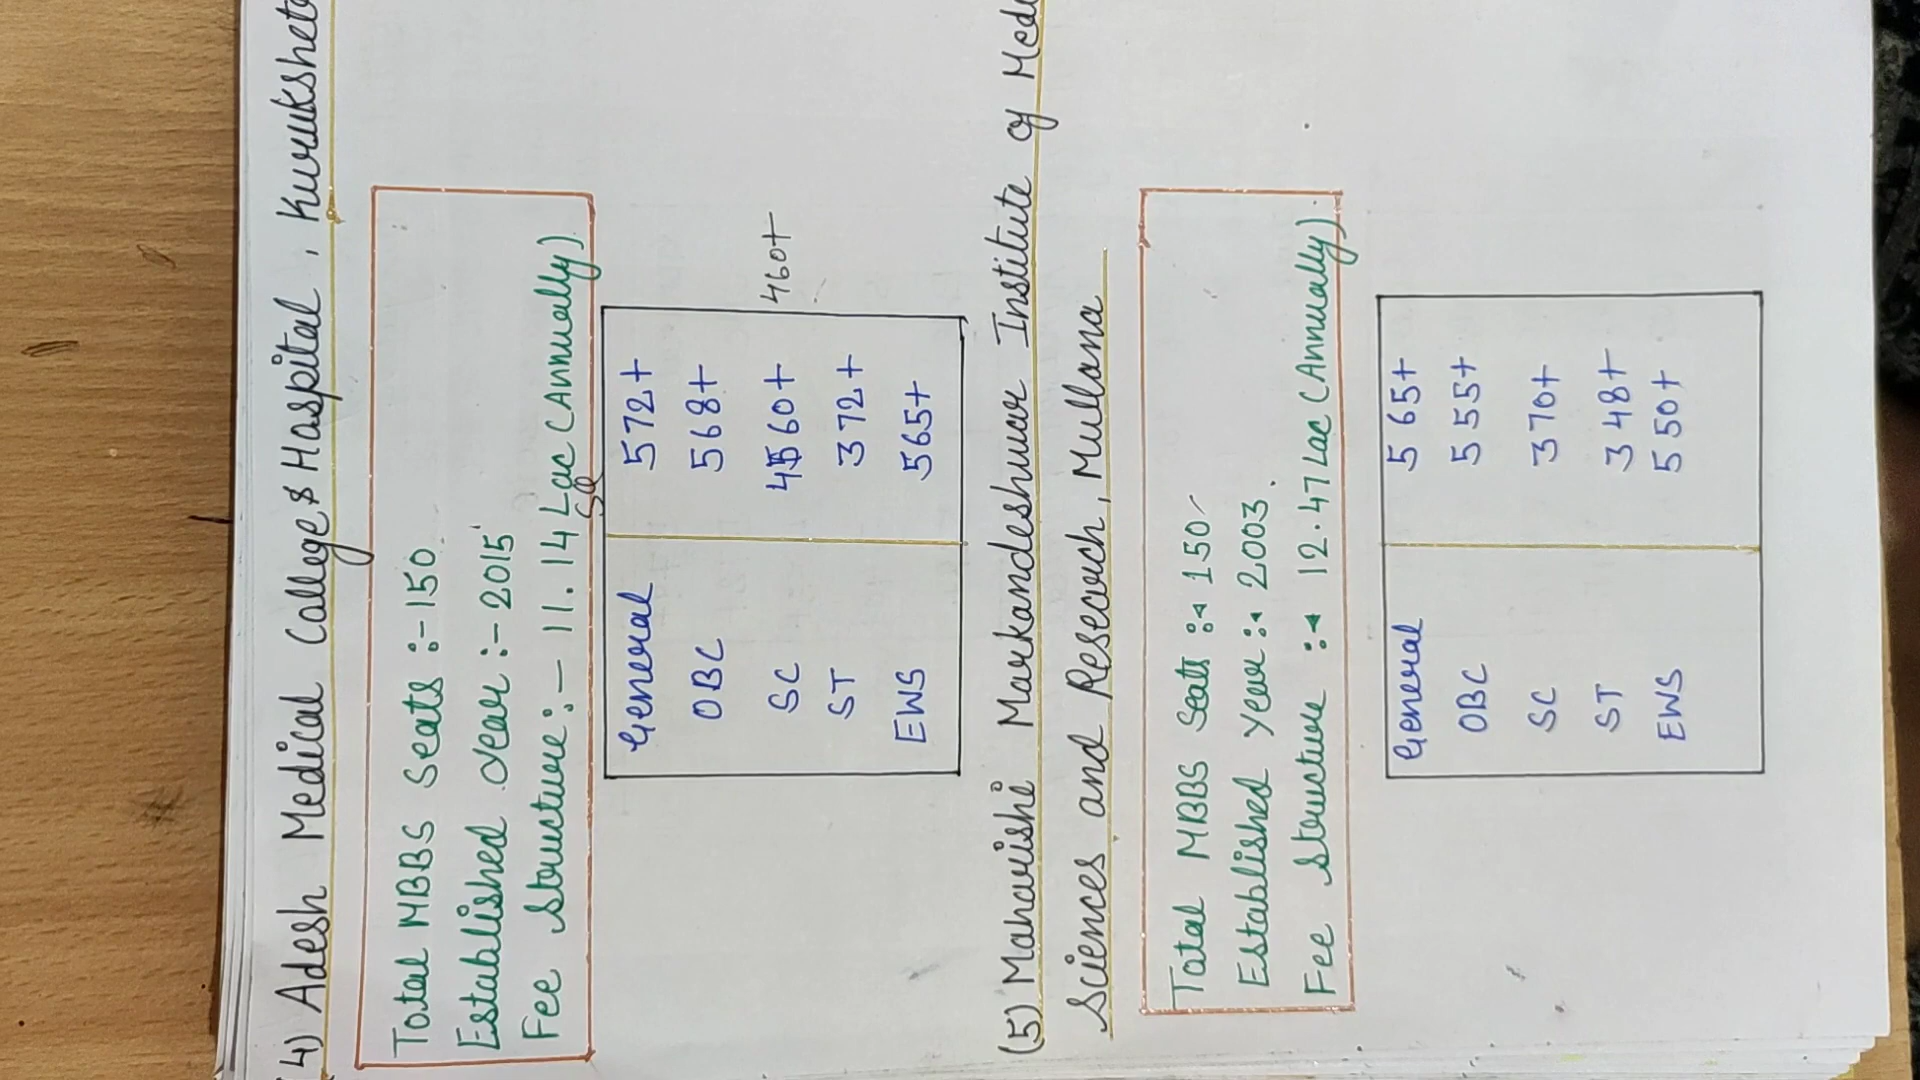 (4) Adesh Medical College & Hospital, Kurukshet
Total MBBS Seats :- 150
Established year :- 2015
Fee Structure :- 11.14 Lac (Annually)
General 572+
OBC 568+
SC 4560+ 460+
ST 372+
EWS 565+
(5) Maharishi Markandeshwar Institute of Med
Sciences and Research, Mullana
Total MBBS Seats :- 150
Established year :- 2003.
Fee Structure :- 12.47 Lac (Annually).
General 565+
OBC 555+
SC 370+
ST 348+
EWS 550+